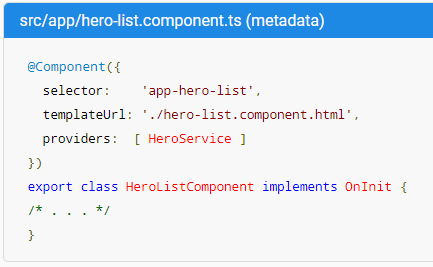 src/app/hero-list.component.ts (metadata)
@Component({
  selector:    'app-hero-list',
  templateUrl: './hero-list.component.html',
  providers:  [ HeroService ]
})
export class HeroListComponent implements OnInit {
/* . . . */
}